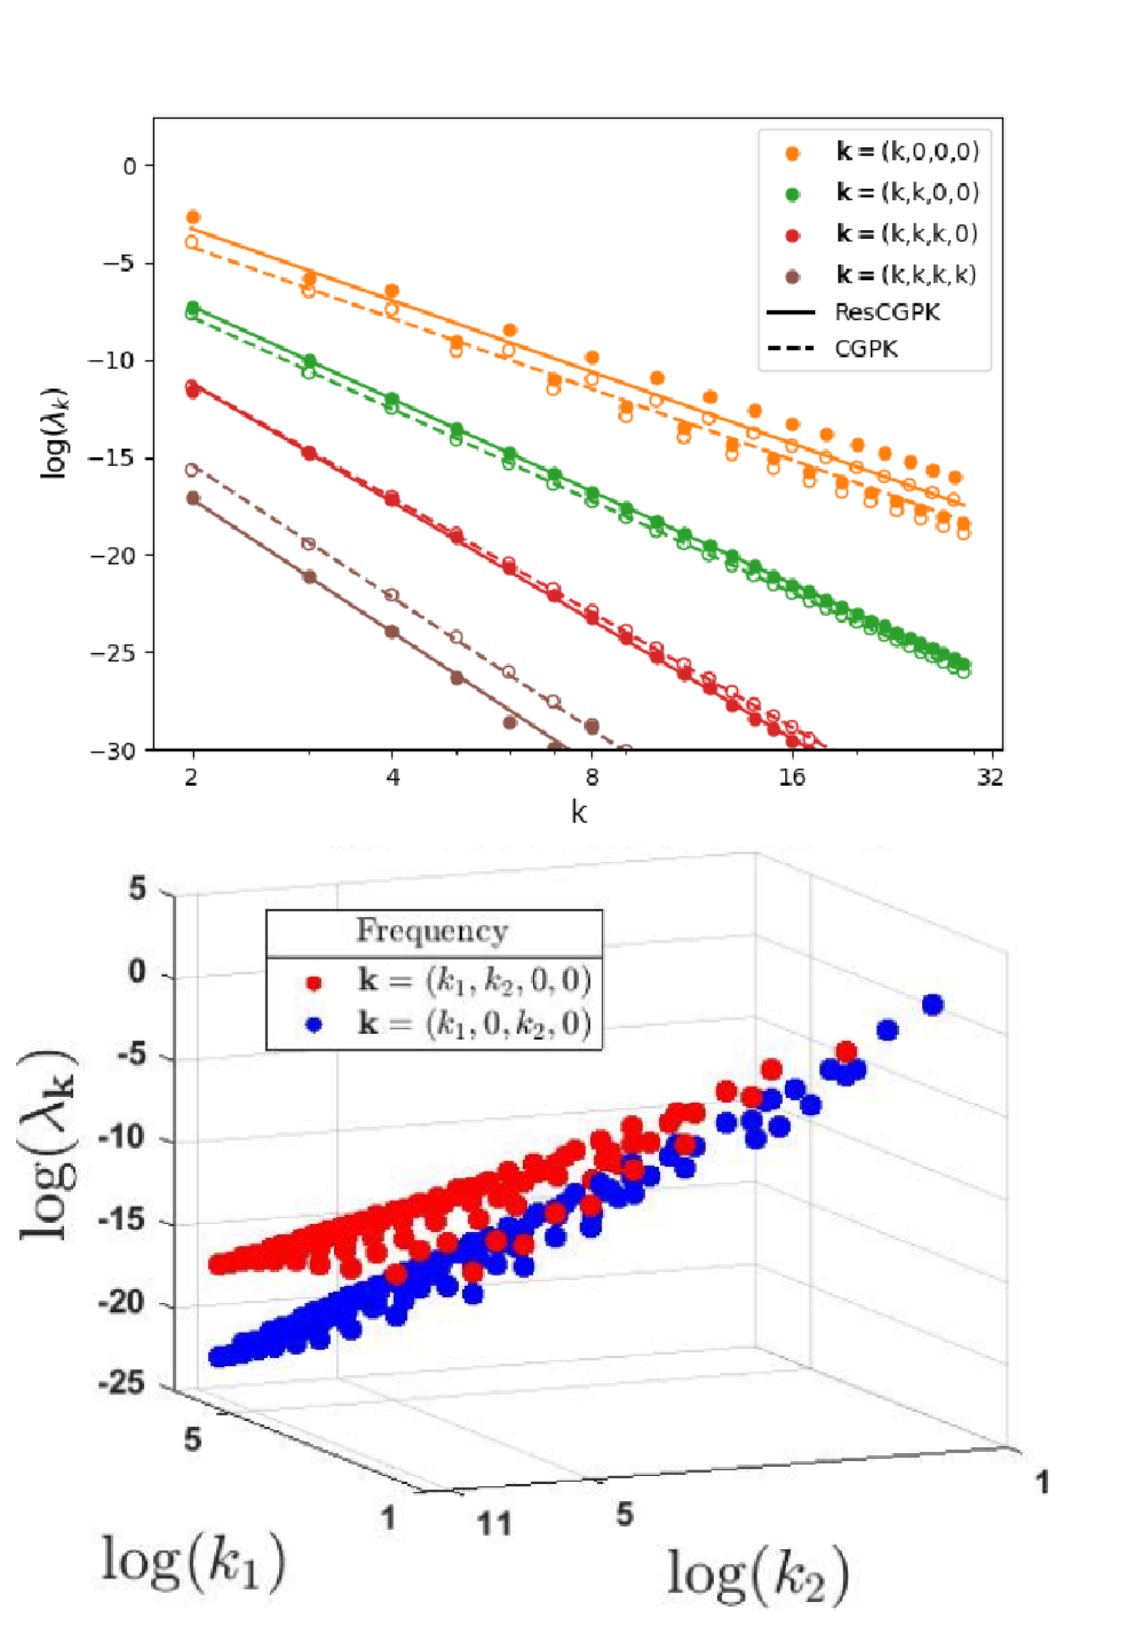 0
−5
−10
−15
−20
−25
−30
log(λₖ)
2 4 8 16 32
k
k = (k,0,0,0)
k = (k,k,0,0)
k = (k,k,k,0)
k = (k,k,k,k)
ResCGPK
CGPK
5
0
-5
-10
-15
-20
-25
log(λₖ)
Frequency
k = (k₁, k₂, 0, 0)
k = (k₁, 0, k₂, 0)
5
1
11
5
1
log(k₁)
log(k₂)